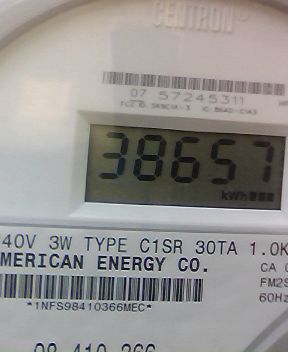 CENTRON®
07 57245311
38657
kWh
40V 3W TYPE C1SR 30TA 1.0K
MERICAN ENERGY CO.
CA 0
FM2S
60Hz
*1NFS98410366MEC*